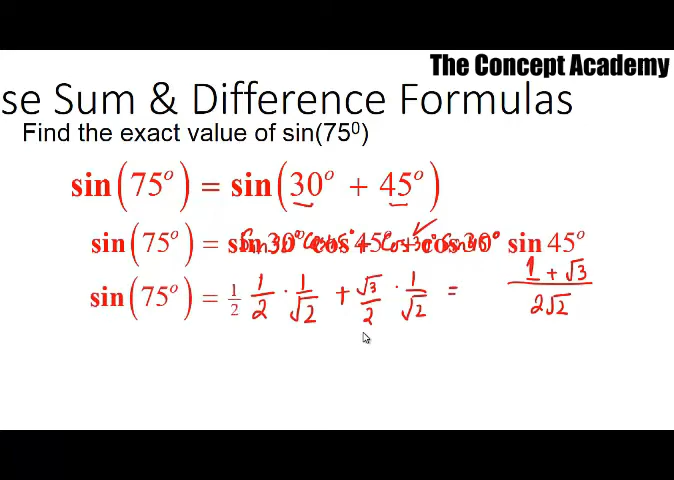 The Concept Academy
se Sum & Difference Formulas
Find the exact value of sin(75⁰)
sin(75°) = sin(30° + 45°)
sin(75°) = sin 30° cos 45° + cos 30° sin 45°
sin(75°) = 1/2 1/2 · 1/√2 + √3/2 · 1/√2 = (1 + √3)/(2√2)